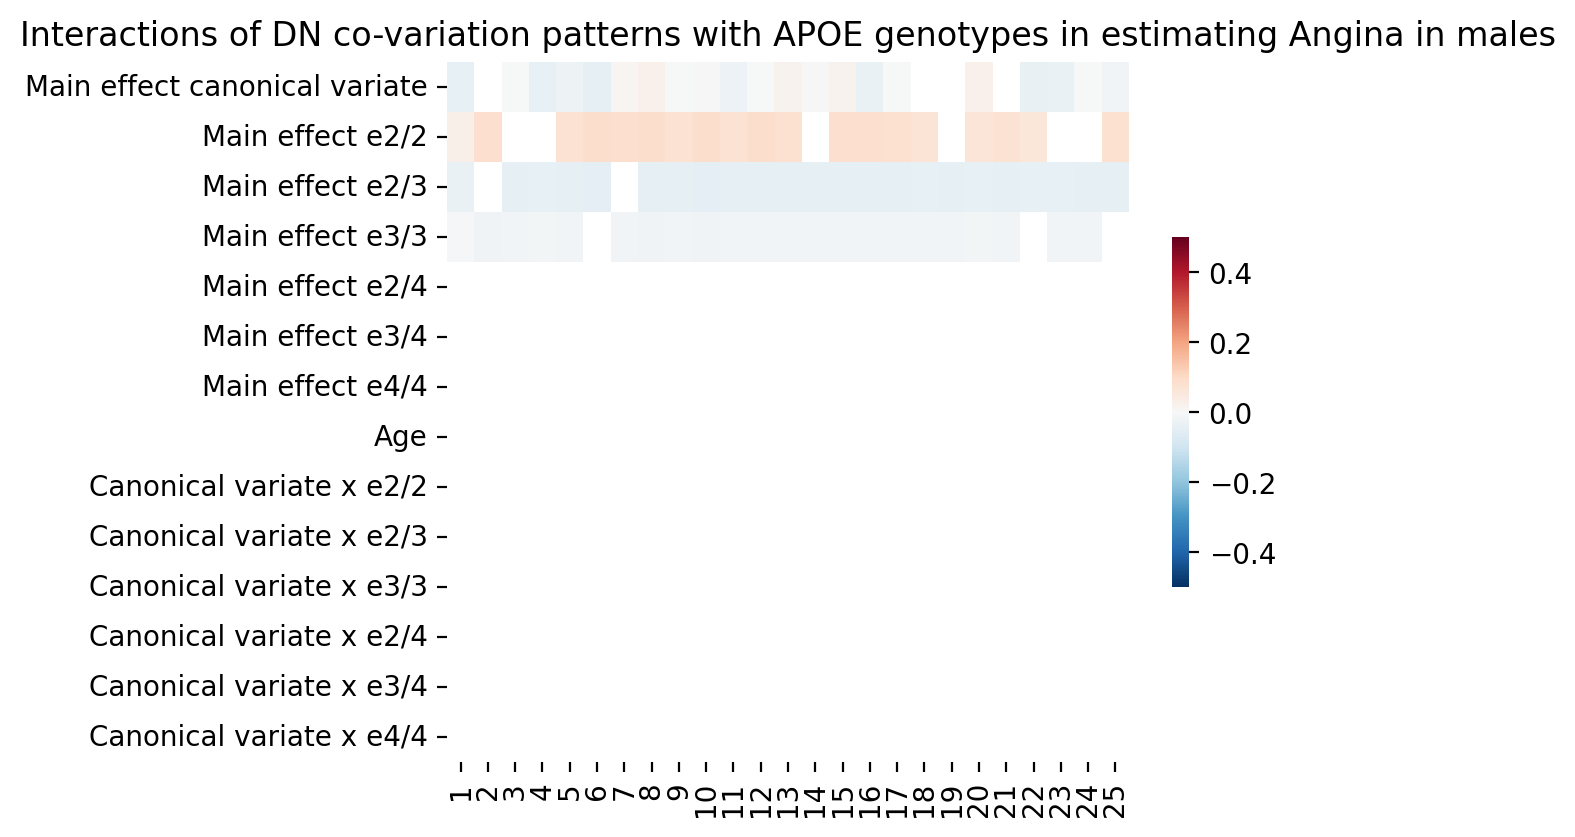 Interactions of DN co-variation patterns with APOE genotypes in estimating Angina in males
Main effect canonical variate
Main effect e2/2
Main effect e2/3
Main effect e3/3
Main effect e2/4
Main effect e3/4
Main effect e4/4
Age
Canonical variate x e2/2
Canonical variate x e2/3
Canonical variate x e3/3
Canonical variate x e2/4
Canonical variate x e3/4
Canonical variate x e4/4
1 2 3 4 5 6 7 8 9 10 11 12 13 14 15 16 17 18 19 20 21 22 23 24 25
0.4
0.2
0.0
−0.2
−0.4